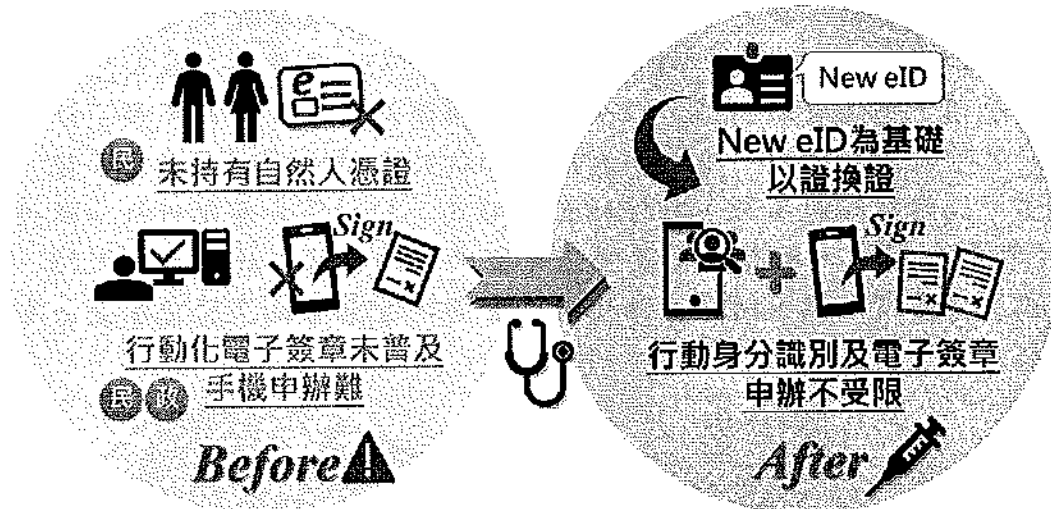 e
民 未持有自然人憑證
Sign
行動化電子簽章未普及
民 政 手機申辦難
Before
New eID
New eID為基礎
以證換證
Sign
行動身分識別及電子簽章
申辦不受限
After